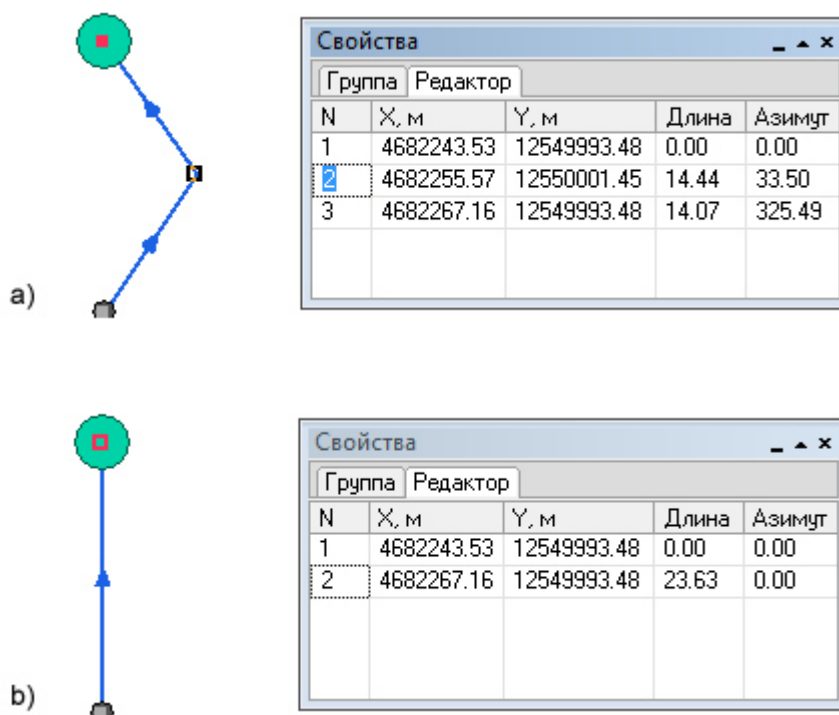 Свойства
Группа Редактор
N X, м Y, м Длина Азимут
1 4682243.53 12549993.48 0.00 0.00
2 4682255.57 12550001.45 14.44 33.50
3 4682267.16 12549993.48 14.07 325.49
a)
Свойства
Группа Редактор
N X, м Y, м Длина Азимут
1 4682243.53 12549993.48 0.00 0.00
2 4682267.16 12549993.48 23.63 0.00
b)